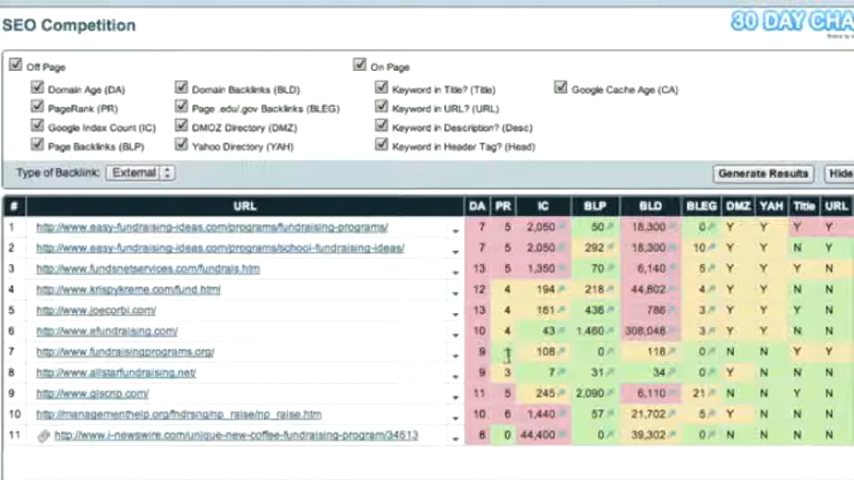 SEO Competition
30 DAY CHA
Off Page On Page
Domain Age (DA) Domain Backlinks (BLD) Keyword in Title? (Title) Google Cache Age (CA)
PageRank (PR) Page .edu/.gov Backlinks (BLEG) Keyword in URL? (URL)
Google Index Count (IC) DMOZ Directory (DMZ) Keyword in Description? (Desc)
Page Backlinks (BLP) Yahoo Directory (YAH) Keyword in Header Tag? (Head)
Type of Backlink: External Generate Results Hide
# URL DA PR IC BLP BLD BLEG DMZ YAH Title URL
1 http://www.easy-fundraising-ideas.com/programs/fundraising-programs/ 7 5 2,050 50 18,300 0 Y Y Y Y
2 http://www.easy-fundraising-ideas.com/programs/school-fundraising-ideas/ 7 5 2,050 292 18,300 10 Y Y N Y
3 http://www.fundsnetservices.com/fundrais.htm 13 5 1,350 70 6,140 5 Y Y Y N
4 http://www.krispykreme.com/fund.html 12 4 194 218 44,802 4 Y Y N N
5 http://www.joecorbi.com/ 13 4 161 436 786 3 Y Y Y N
6 http://www.efundraising.com/ 10 4 43 1,460 308,048 4 Y Y N N
7 http://www.fundraisingprograms.org/ 9 108 0 118 0 N N Y Y
8 http://www.allstarfundraising.net/ 9 3 7 31 34 0 N N N N
9 http://www.giscrip.com/ 11 5 245 2,090 6,110 21 N N N N
10 http://managementhelp.org/fndrsng/np_raise/np_raise.htm 10 6 1,440 57 21,702 5 Y N N N
11 http://www.i-newswire.com/unique-new-coffee-fundraising-program/34613 8 0 44,400 0 39,302 0 N N N N